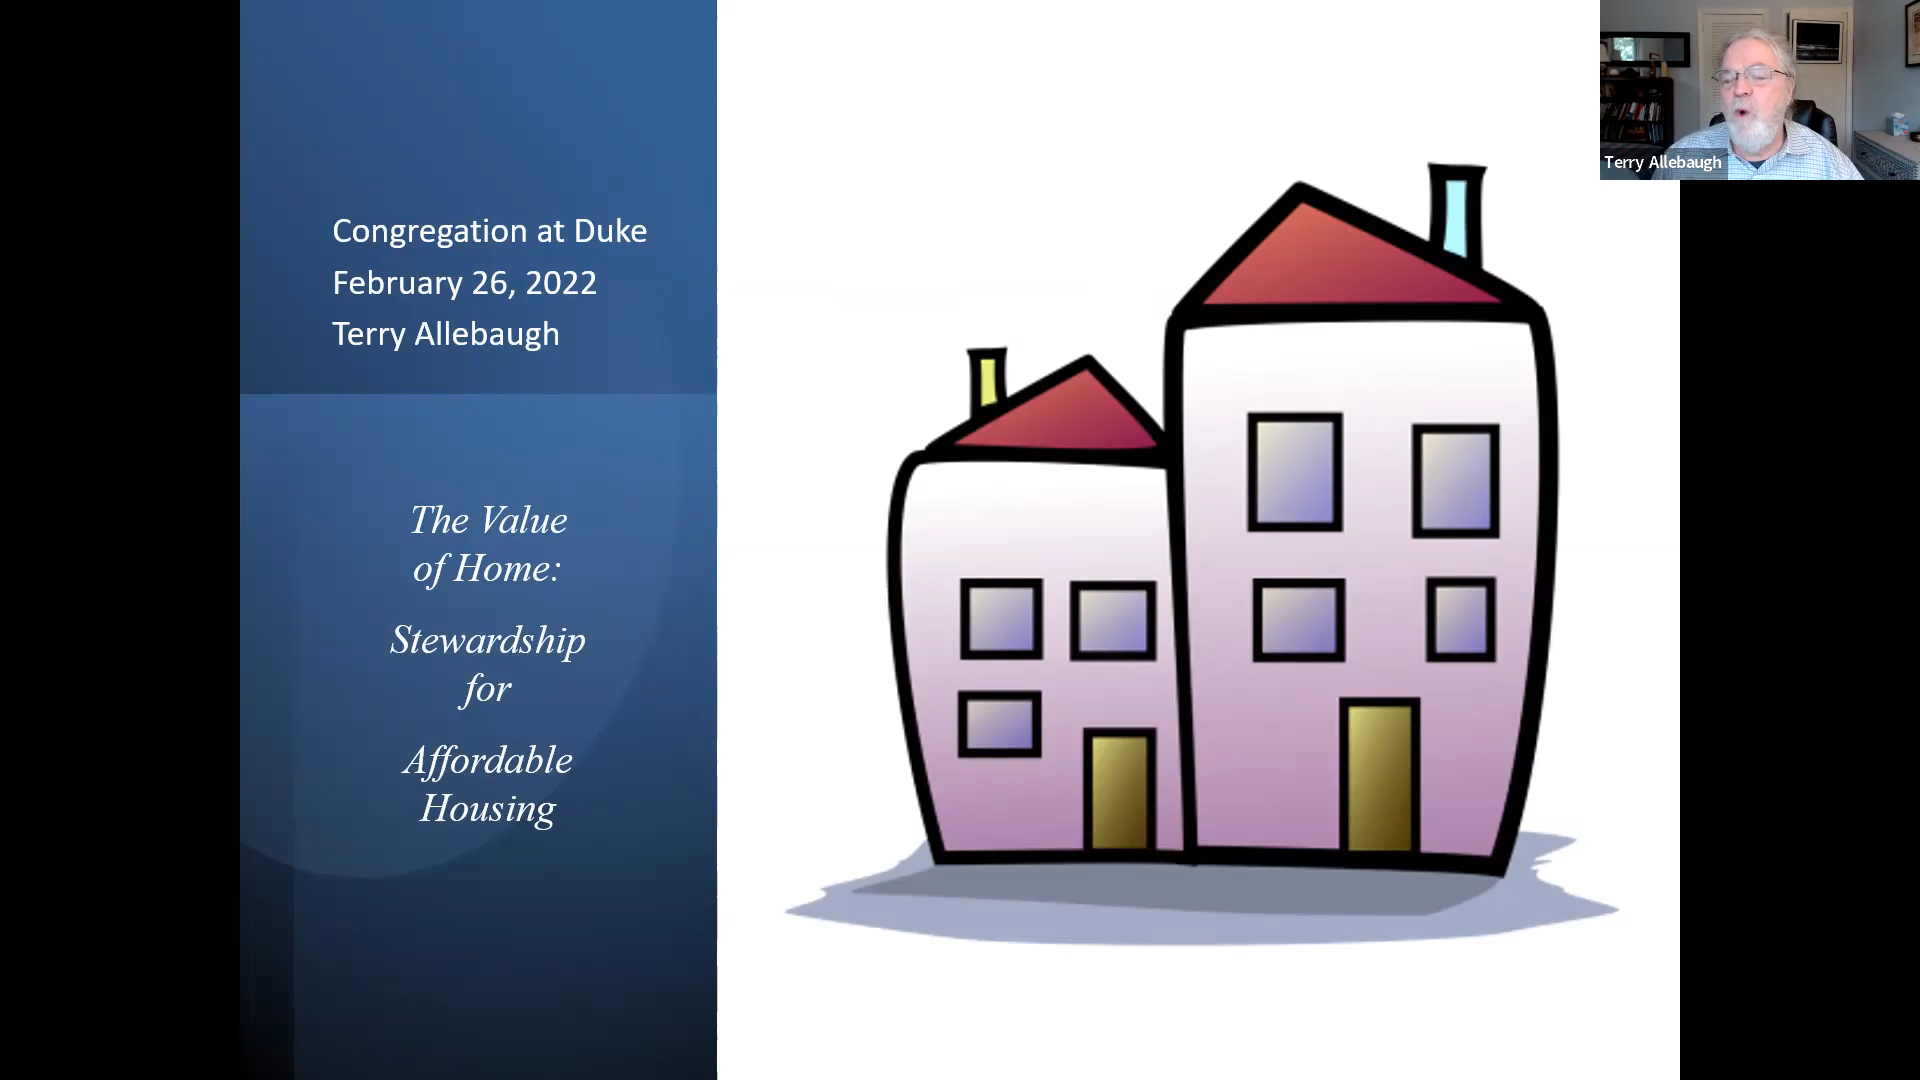 Congregation at Duke
February 26, 2022
Terry Allebaugh
The Value
of Home:
Stewardship
for
Affordable
Housing
Terry Allebaugh